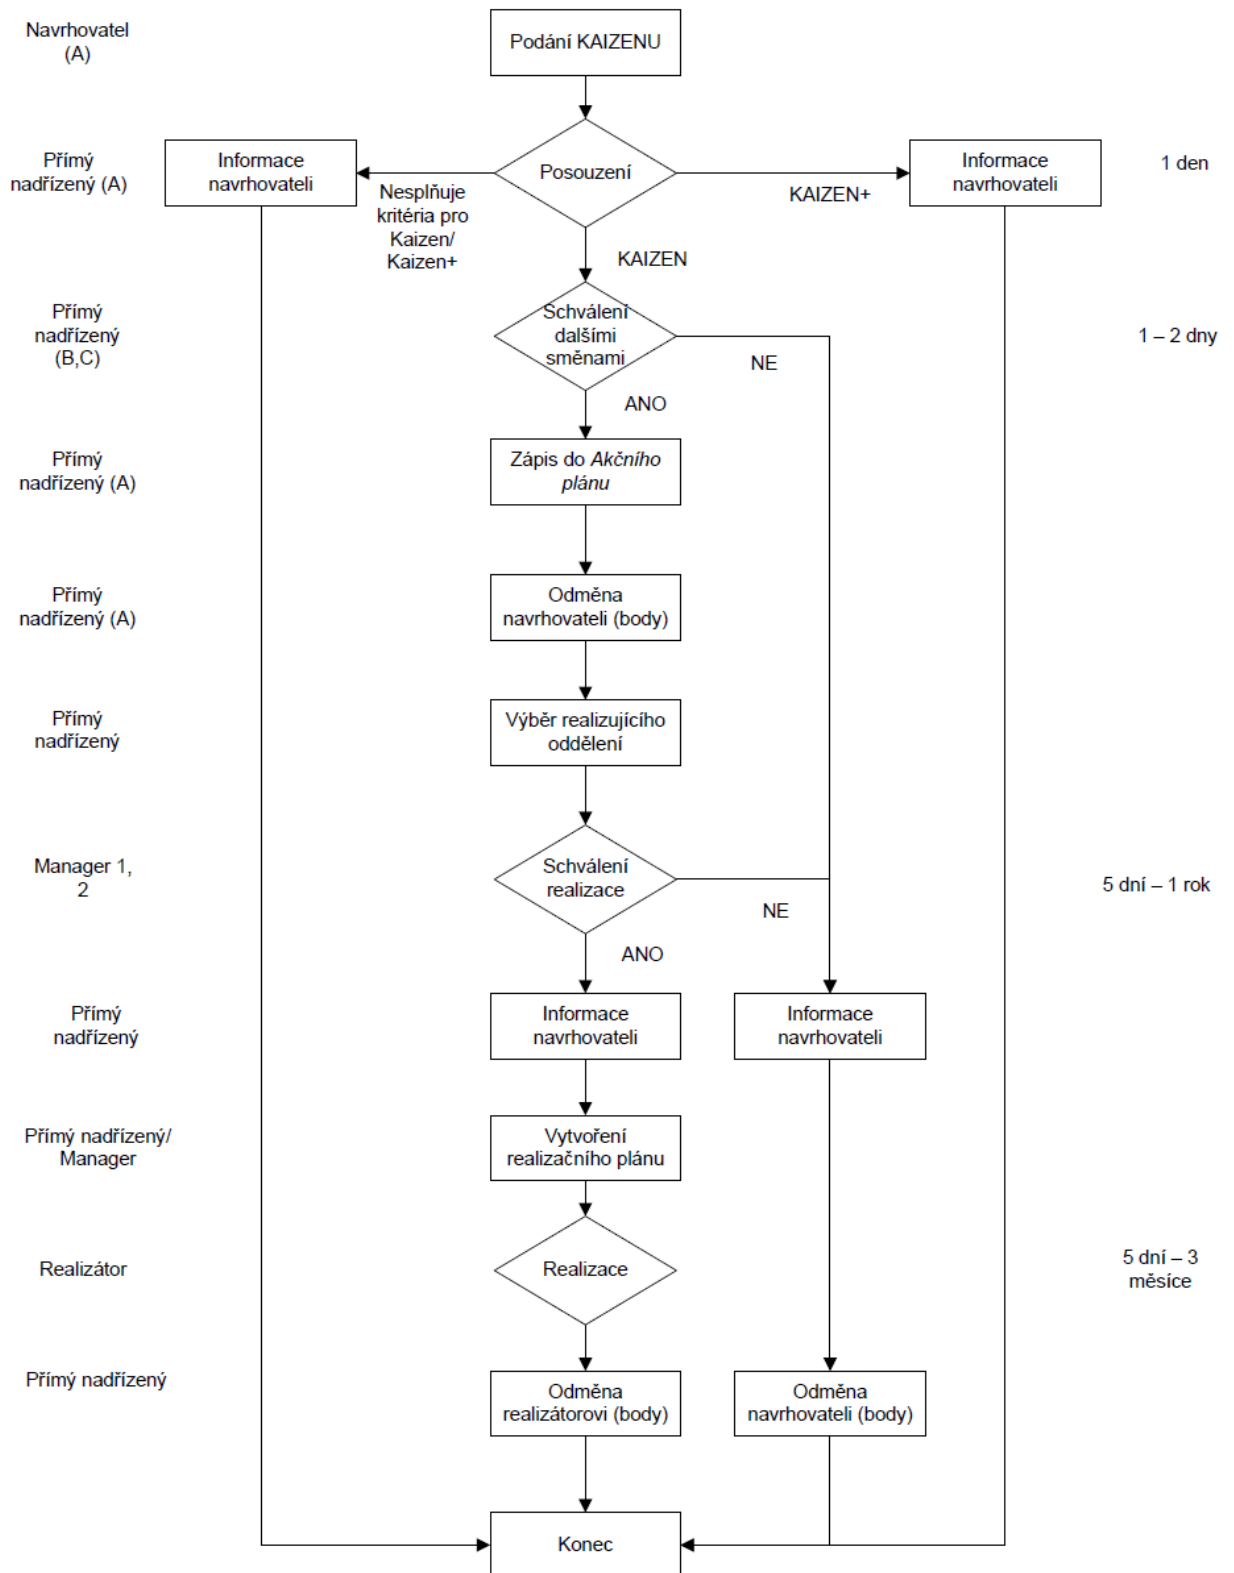 Navrhovatel
(A)
Podání KAIZENU
Přímý
nadřízený (A)
Informace
navrhovateli
Posouzení
Informace
navrhovateli
1 den
Nesplňuje
kritéria pro
Kaizen/
Kaizen+
KAIZEN+
KAIZEN
Přímý
nadřízený
(B,C)
Schválení
dalšími
směnami
1 – 2 dny
NE
ANO
Přímý
nadřízený (A)
Zápis do Akčního
plánu
Přímý
nadřízený (A)
Odměna
navrhovateli (body)
Přímý
nadřízený
Výběr realizujícího
oddělení
Manager 1,
2
Schválení
realizace
5 dní – 1 rok
NE
ANO
Přímý
nadřízený
Informace
navrhovateli
Informace
navrhovateli
Přímý nadřízený/
Manager
Vytvoření
realizačního plánu
Realizátor
Realizace
5 dní – 3
měsíce
Přímý nadřízený
Odměna
realizátorovi (body)
Odměna
navrhovateli (body)
Konec